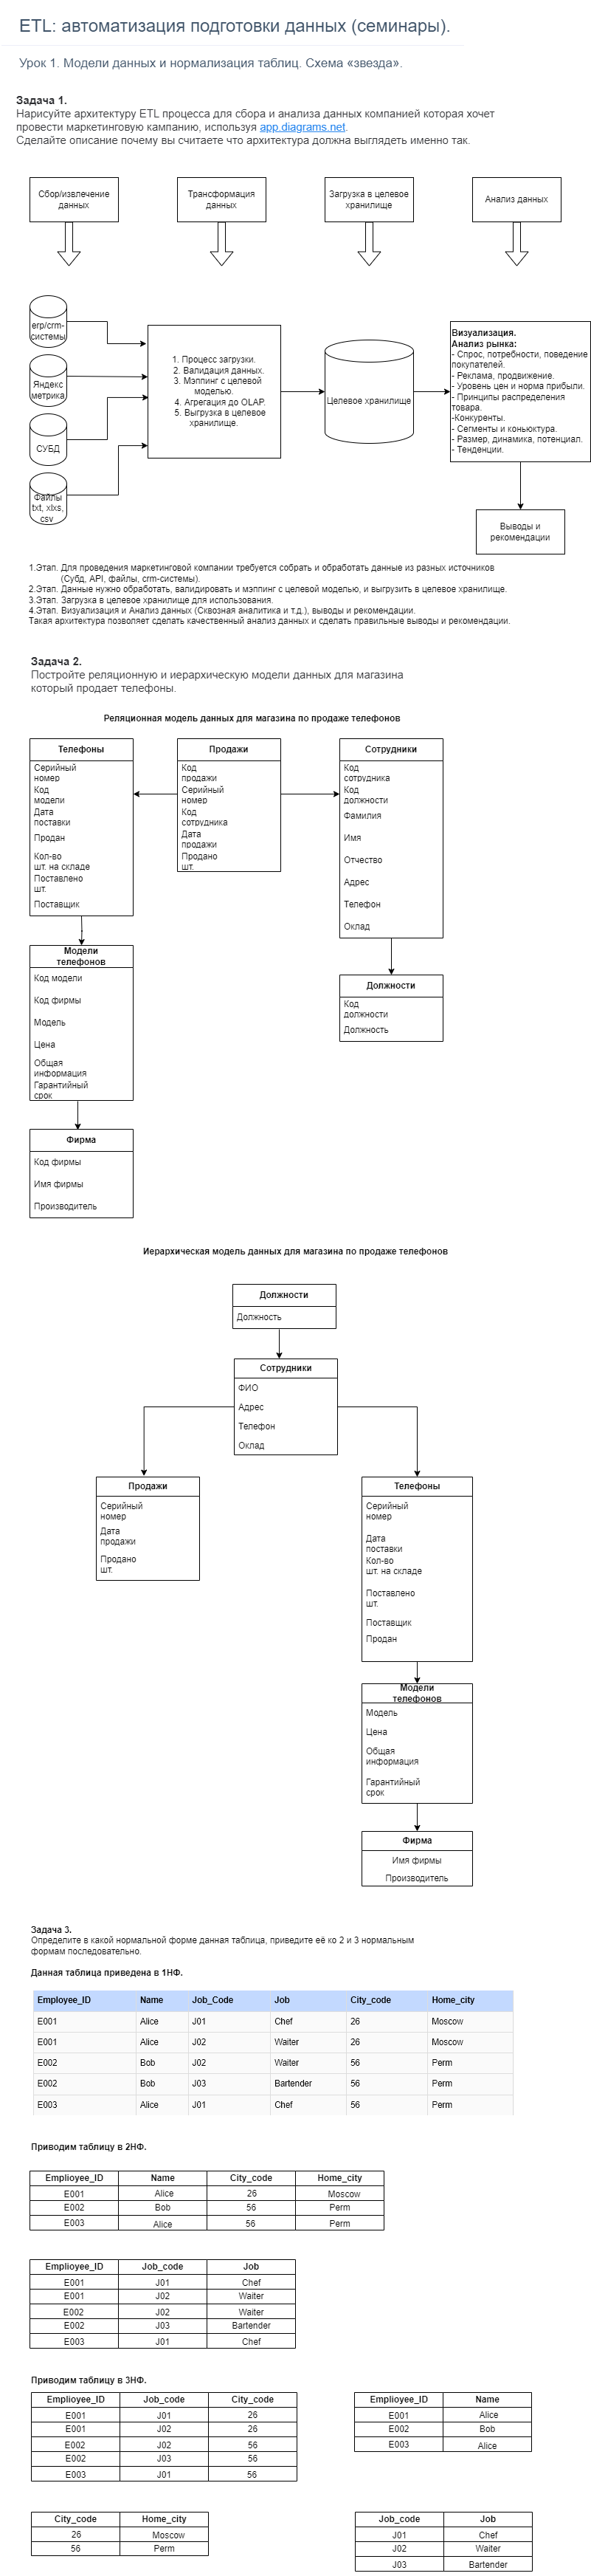 ETL: автоматизация подготовки данных (семинары).
Урок 1. Модели данных и нормализация таблиц. Схема «звезда».
Задача 1.
Нарисуйте архитектуру ETL процесса для сбора и анализа данных компанией которая хочет
провести маркетинговую кампанию, используя app.diagrams.net.
Сделайте описание почему вы считаете что архитектура должна выглядеть именно так.
Сбор/извлечение
данных
Трансформация
данных
Загрузка в целевое
хранилище
Анализ данных
erp/crm-
системы
Яндекс
метрика
СУБД
Файлы
txt, xlxs,
csv
1. Процесс загрузки.
2. Валидация данных.
3. Мэппинг с целевой
моделью.
4. Агрегация до OLAP.
5. Выгрузка в целевое
хранилище.
Целевое хранилище
Визуализация.
Анализ рынка:
- Спрос, потребности, поведение
покупателей.
- Реклама, продвижение.
- Уровень цен и норма прибыли.
- Принципы распределения
товара.
-Конкуренты.
- Сегменты и коньюктура.
- Размер, динамика, потенциал.
- Тенденции.
Выводы и
рекомендации
1.Этап. Для проведения маркетинговой компании требуется собрать и обработать данные из разных источников
(Субд, API, файлы, crm-системы).
2.Этап. Данные нужно обработать, валидировать и мэппинг с целевой моделью, и выгрузить в целевое хранилище.
3.Этап. Загрузка в целевое хранилище для использования.
4.Этап. Визуализация и Анализ данных (Сквозная аналитика и т.д.), выводы и рекомендации.
Такая архитектура позволяет сделать качественный анализ данных и сделать правильные выводы и рекомендации.
Задача 2.
Постройте реляционную и иерархическую модели данных для магазина
который продает телефоны.
Реляционная модель данных для магазина по продаже телефонов
Телефоны
Серийный
номер
Код
модели
Дата
поставки
Продан
Кол-во
шт. на складе
Поставлено
шт.
Поставщик
Продажи
Код
продажи
Серийный
номер
Код
сотрудника
Дата
продажи
Продано
шт.
Сотрудники
Код
сотрудника
Код
должности
Фамилия
Имя
Отчество
Адрес
Телефон
Оклад
Модели
телефонов
Код модели
Код фирмы
Модель
Цена
Общая
информация
Гарантийный
срок
Должности
Код
должности
Должность
Фирма
Код фирмы
Имя фирмы
Производитель
Иерархическая модель данных для магазина по продаже телефонов
Должности
Должность
Сотрудники
ФИО
Адрес
Телефон
Оклад
Продажи
Серийный
номер
Дата
продажи
Продано
шт.
Телефоны
Серийный
номер
Дата
поставки
Кол-во
шт. на складе
Поставлено
шт.
Поставщик
Продан
Модели
телефонов
Модель
Цена
Общая
информация
Гарантийный
срок
Фирма
Имя фирмы
Производитель
Задача 3.
Определите в какой нормальной форме данная таблица, приведите её ко 2 и 3 нормальным
формам последовательно.
Данная таблица приведена в 1НФ.
Employee_ID Name Job_Code Job City_code Home_city
E001 Alice J01 Chef 26 Moscow
E001 Alice J02 Waiter 26 Moscow
E002 Bob J02 Waiter 56 Perm
E002 Bob J03 Bartender 56 Perm
E003 Alice J01 Chef 56 Perm
Приводим таблицу в 2НФ.
Emplioyee_ID Name City_code Home_city
E001 Alice 26 Moscow
E002 Bob 56 Perm
E003 Alice 56 Perm
Emplioyee_ID Job_code Job
E001 J01 Chef
E001 J02 Waiter
E002 J02 Waiter
E002 J03 Bartender
E003 J01 Chef
Приводим таблицу в 3НФ.
Emplioyee_ID Job_code City_code
E001 J01 26
E001 J02 26
E002 J02 56
E002 J03 56
E003 J01 56
Emplioyee_ID Name
E001 Alice
E002 Bob
E003 Alice
City_code Home_city
26 Moscow
56 Perm
Job_code Job
J01 Chef
J02 Waiter
J03 Bartender